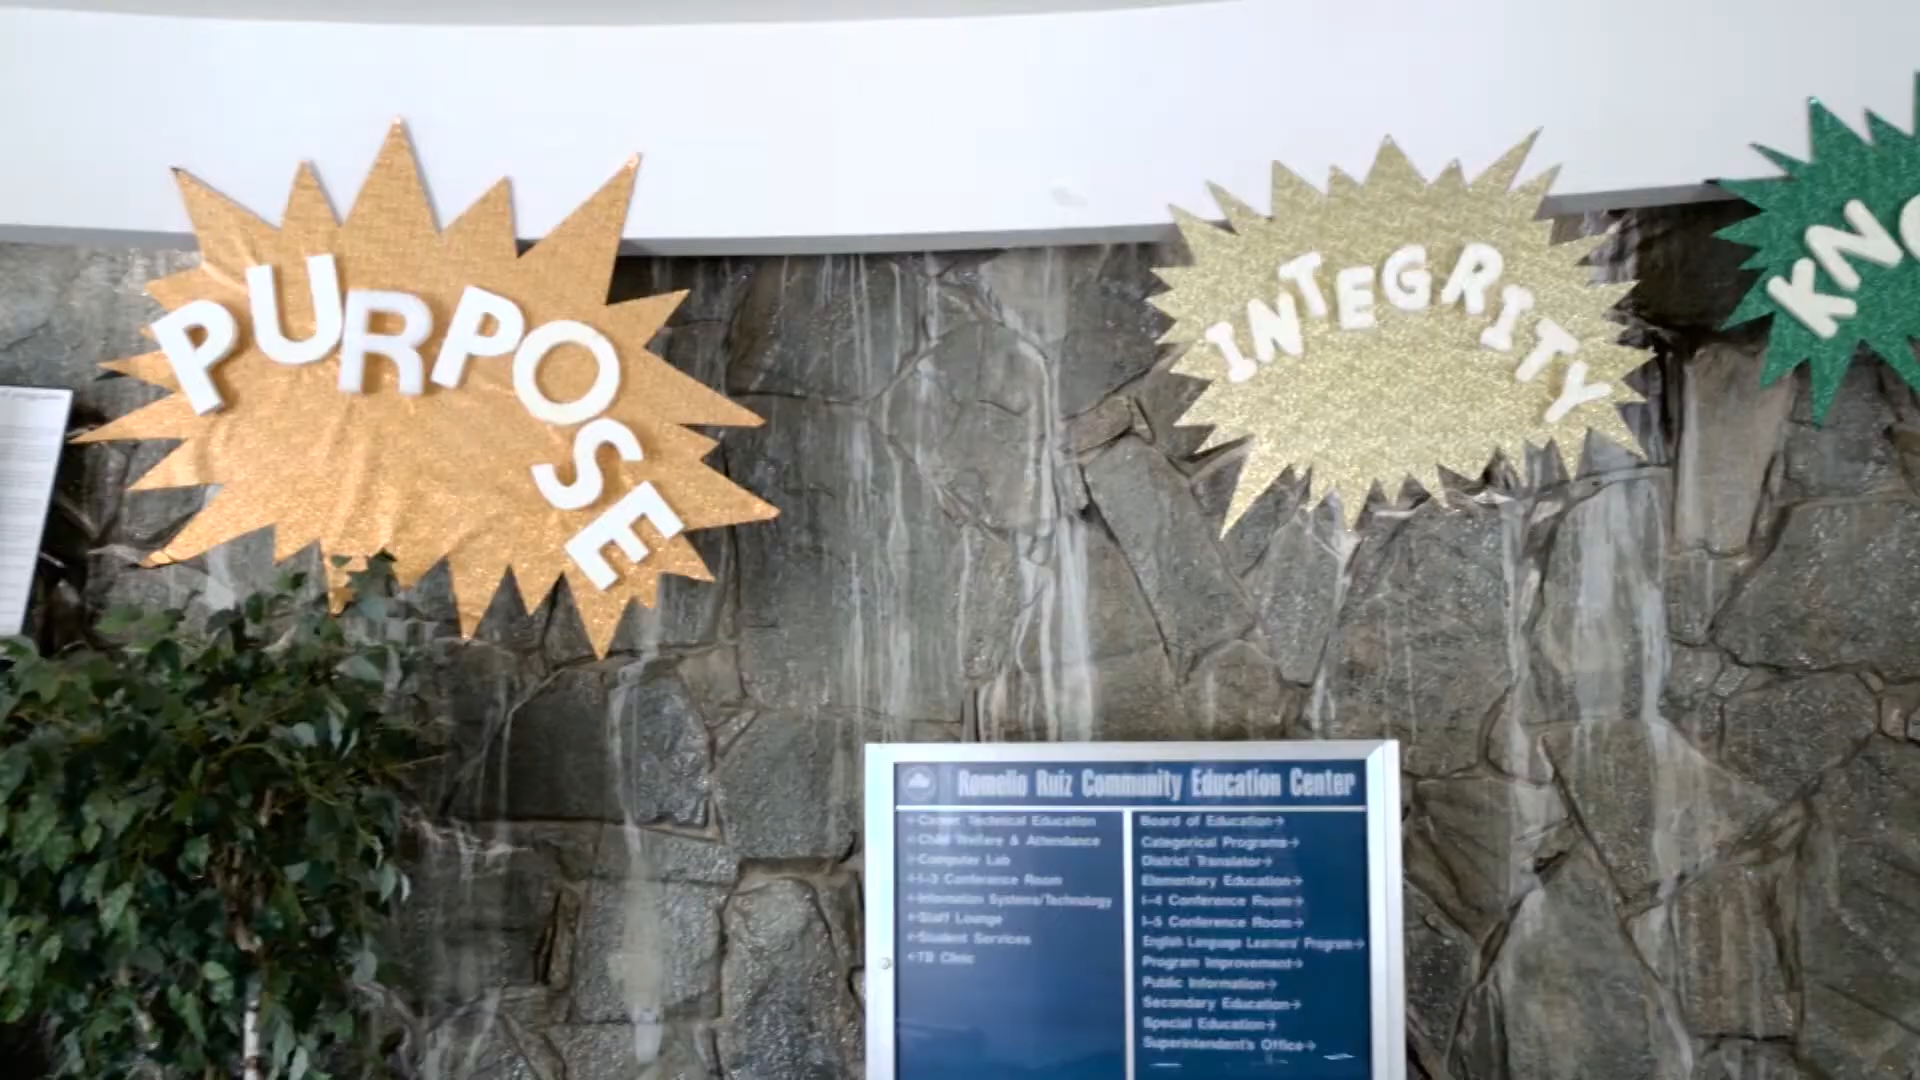 PURPOSE
INTEGRITY
KNO
Romelio Ruiz Community Education Center
←Career Technical Education
←Child Welfare & Attendance
←Computer Lab
←I-3 Conference Room
←Information Systems/Technology
←Staff Lounge
←Student Services
←TB Clinic
Board of Education→
Categorical Programs→
District Translator→
Elementary Education→
I-4 Conference Room→
I-5 Conference Room→
English Language Learners' Program→
Program Improvement→
Public Information→
Secondary Education→
Special Education→
Superintendent's Office→